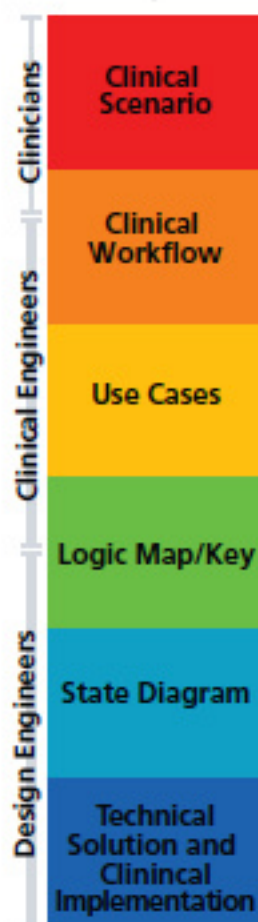 Clinicians
Clinical
Scenario
Clinical
Workflow
Clinical Engineers
Use Cases
Logic Map/Key
Design Engineers
State Diagram
Technical
Solution and
Clinincal
Implementation